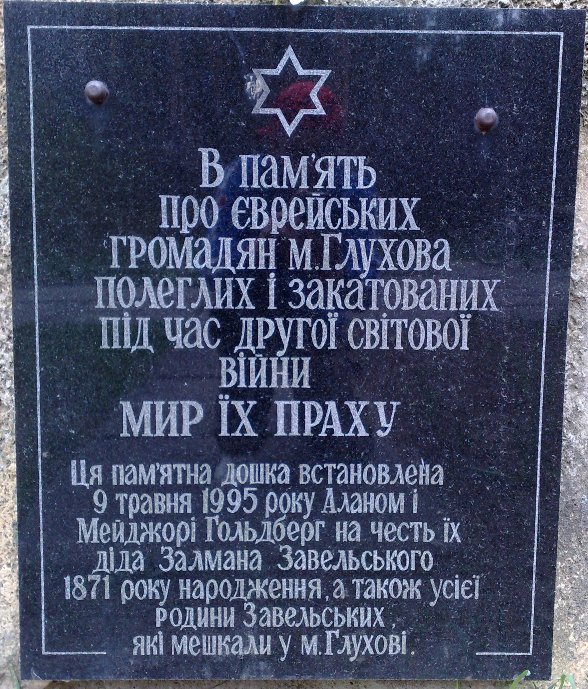 В пам'ять
про єврейських
громадян м.Глухова
полеглих і закатованих
під час другої світової
війни
мир їх праху
Ця пам'ятна дошка встановлена
9 травня 1995 року Аланом і
Мейджорі Гольдберг на честь їх
діда Залмана Завельського
1871 року народження, а також усієї
родини Завельських,
які мешкали у м.Глухові.